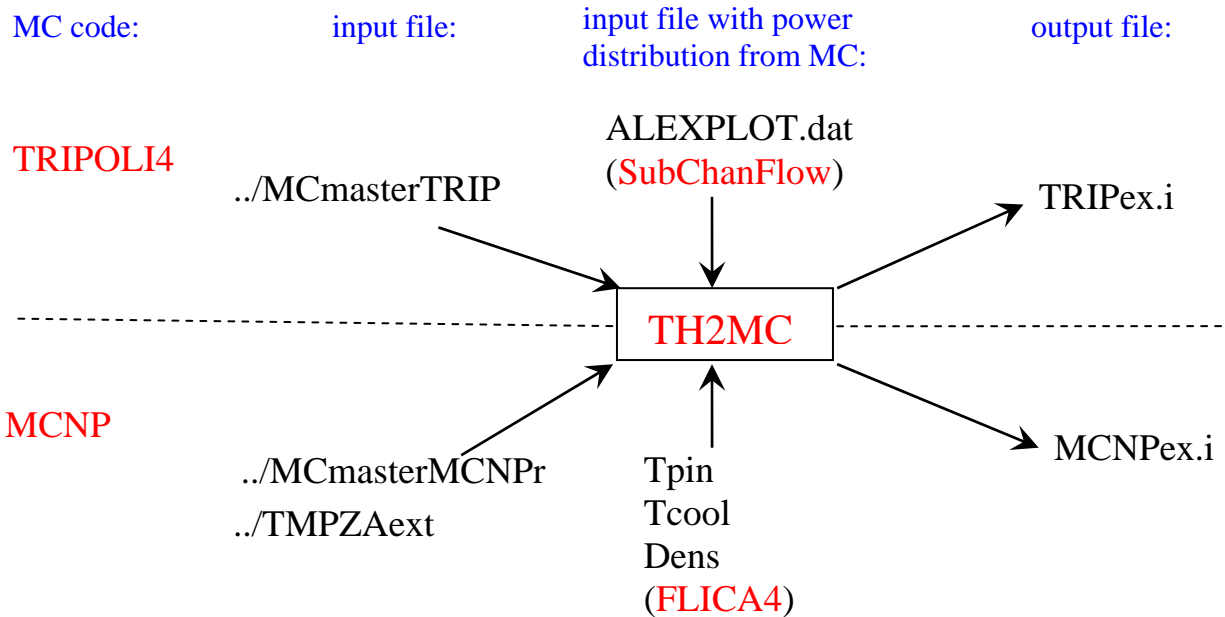 MC code:
input file:
input file with power
distribution from MC:
output file:
TRIPOLI4
../MCmasterTRIP
ALEXPLOT.dat
(SubChanFlow)
TRIPex.i
TH2MC
MCNP
../MCmasterMCNPr
../TMPZAext
Tpin
Tcool
Dens
(FLICA4)
MCNPex.i